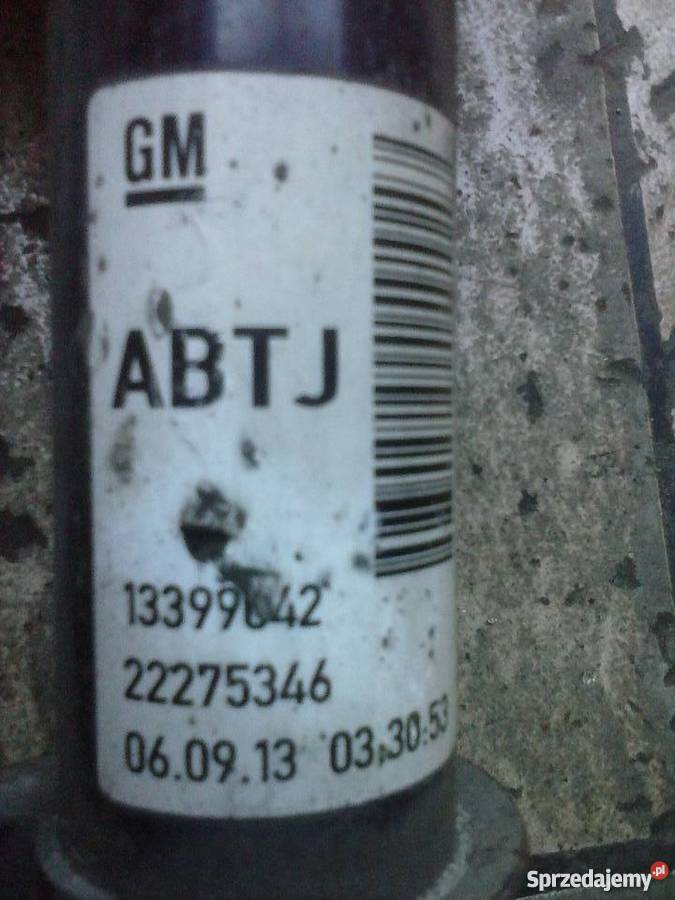 GM
ABTJ
22275346
06.09.13 03:30:53
Sprzedajemy.pl